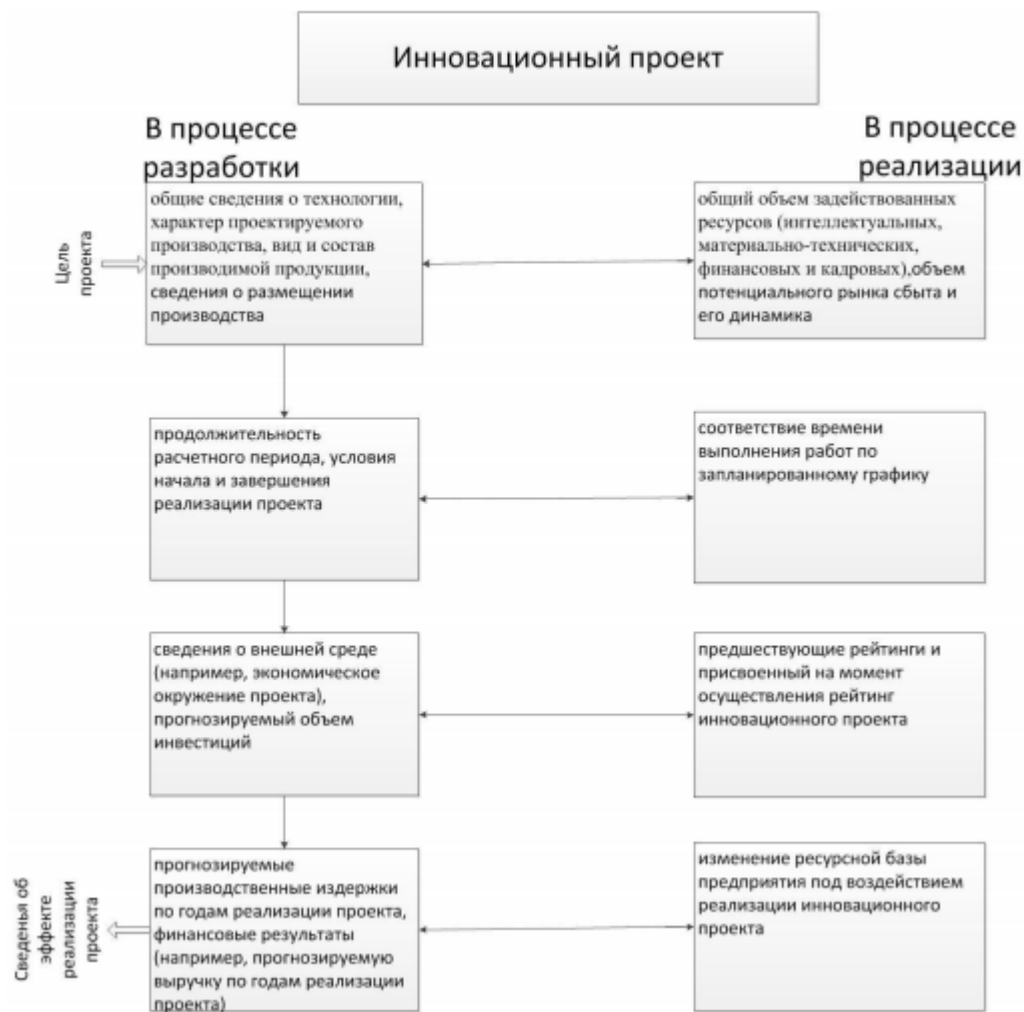 Инновационный проект
В процессе
разработки
В процессе
реализации
Цель
проекта
общие сведения о технологии,
характер проектируемого
производства, вид и состав
производимой продукции,
сведения о размещении
производства
общий объем задействованных
ресурсов (интеллектуальных,
материально-технических,
финансовых и кадровых),объем
потенциального рынка сбыта и
его динамика
продолжительность
расчетного периода, условия
начала и завершения
реализации проекта
соответствие времени
выполнения работ по
запланированному графику
сведения о внешней среде
(например, экономическое
окружение проекта),
прогнозируемый объем
инвестиций
предшествующие рейтинги и
присвоенный на момент
осуществления рейтинг
инновационного проекта
Сведенья об
эффекте
реализации
проекта
прогнозируемые
производственные издержки
по годам реализации проекта,
финансовые результаты
(например, прогнозируемую
выручку по годам реализации
проекта)
изменение ресурсной базы
предприятия под воздействием
реализации инновационного
проекта